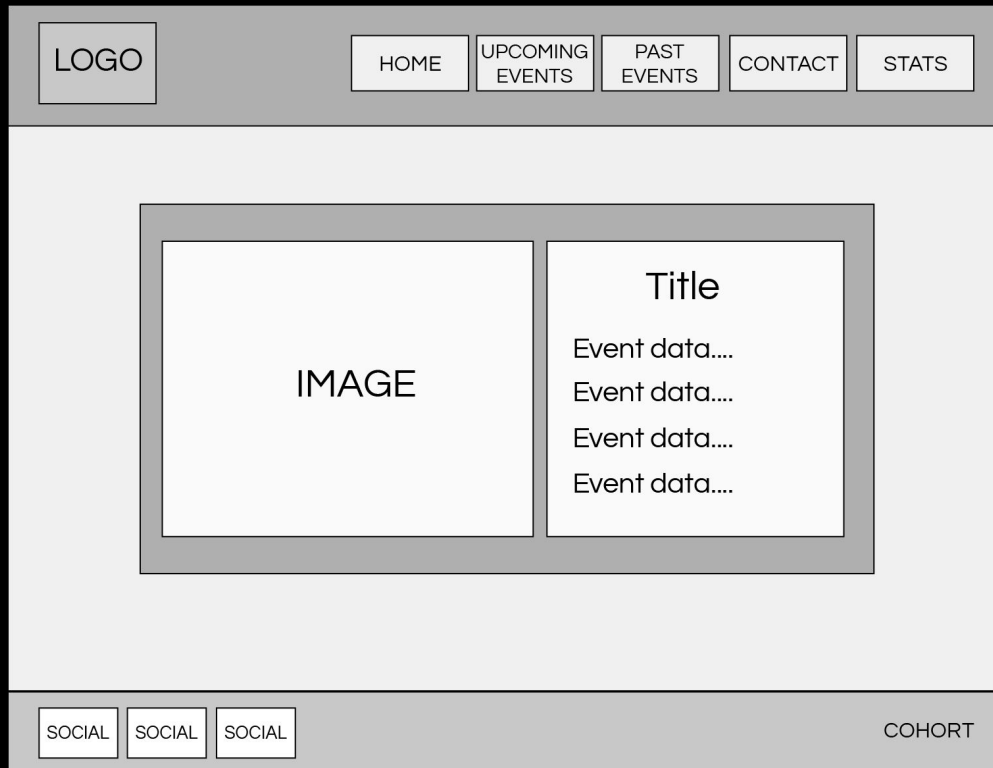 LOGO
HOME
UPCOMING
EVENTS
PAST
EVENTS
CONTACT
STATS
IMAGE
Title
Event data....
Event data....
Event data....
Event data....
SOCIAL
SOCIAL
SOCIAL
COHORT